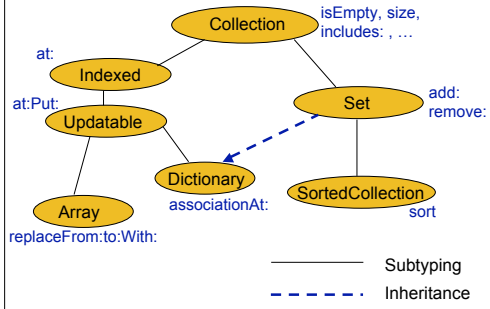 Collection
isEmpty, size,
includes: , …
at:
Indexed
at:Put:
Updatable
Set
add:
remove:
Dictionary
associationAt:
SortedCollection
sort
Array
replaceFrom:to:With:
Subtyping
Inheritance